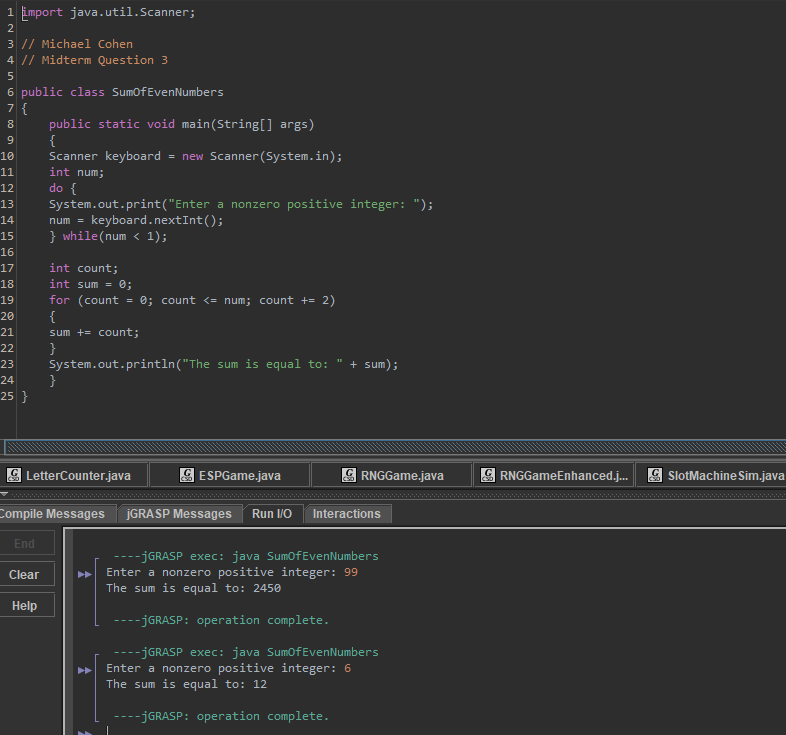 1 import java.util.Scanner;
2
3 // Michael Cohen
4 // Midterm Question 3
5
6 public class SumOfEvenNumbers
7 {
8     public static void main(String[] args)
9     {
10     Scanner keyboard = new Scanner(System.in);
11     int num;
12     do {
13     System.out.print("Enter a nonzero positive integer: ");
14     num = keyboard.nextInt();
15     } while(num < 1);
16
17     int count;
18     int sum = 0;
19     for (count = 0; count <= num; count += 2)
20     {
21     sum += count;
22     }
23     System.out.println("The sum is equal to: " + sum);
24     }
25 }
LetterCounter.java ESPGame.java RNGGame.java RNGGameEnhanced.j... SlotMachineSim.java
Compile Messages jGRASP Messages Run I/O Interactions
End
Clear
Help
----jGRASP exec: java SumOfEvenNumbers
Enter a nonzero positive integer: 99
The sum is equal to: 2450
----jGRASP: operation complete.
----jGRASP exec: java SumOfEvenNumbers
Enter a nonzero positive integer: 6
The sum is equal to: 12
----jGRASP: operation complete.